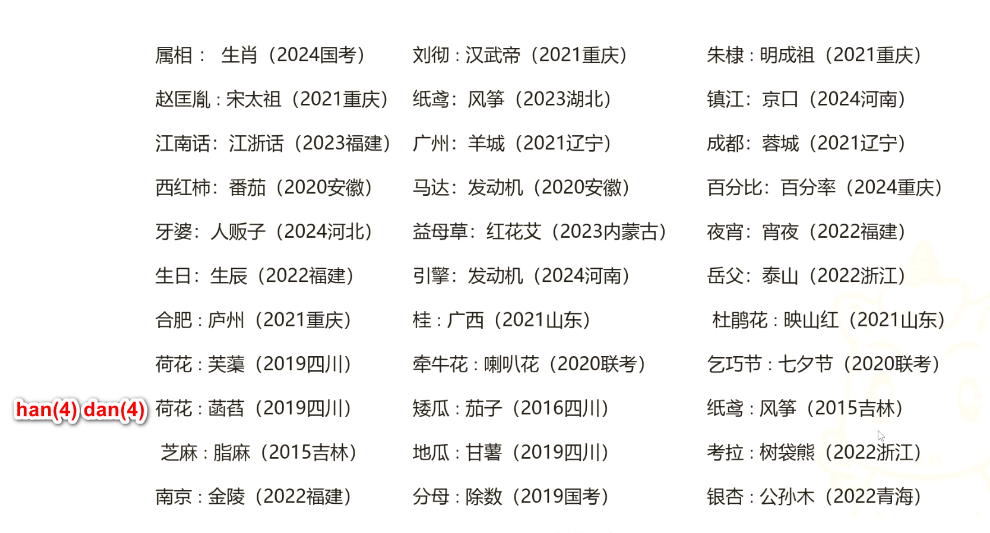 属相： 生肖（2024国考） 刘彻：汉武帝（2021重庆） 朱棣：明成祖（2021重庆）
赵匡胤：宋太祖（2021重庆） 纸鸢：风筝（2023湖北） 镇江：京口（2024河南）
江南话：江浙话（2023福建） 广州：羊城（2021辽宁） 成都：蓉城（2021辽宁）
西红柿：番茄（2020安徽） 马达：发动机（2020安徽） 百分比：百分率（2024重庆）
牙婆：人贩子（2024河北） 益母草：红花艾（2023内蒙古） 夜宵：宵夜（2022福建）
生日：生辰（2022福建） 引擎：发动机（2024河南） 岳父：泰山（2022浙江）
合肥：庐州（2021重庆） 桂：广西（2021山东） 杜鹃花：映山红（2021山东）
荷花：芙蕖（2019四川） 牵牛花：喇叭花（2020联考） 乞巧节：七夕节（2020联考）
han(4) dan(4) 荷花：菡萏（2019四川） 矮瓜：茄子（2016四川） 纸鸢：风筝（2015吉林）
芝麻：脂麻（2015吉林） 地瓜：甘薯（2019四川） 考拉：树袋熊（2022浙江）
南京：金陵（2022福建） 分母：除数（2019国考） 银杏：公孙木（2022青海）